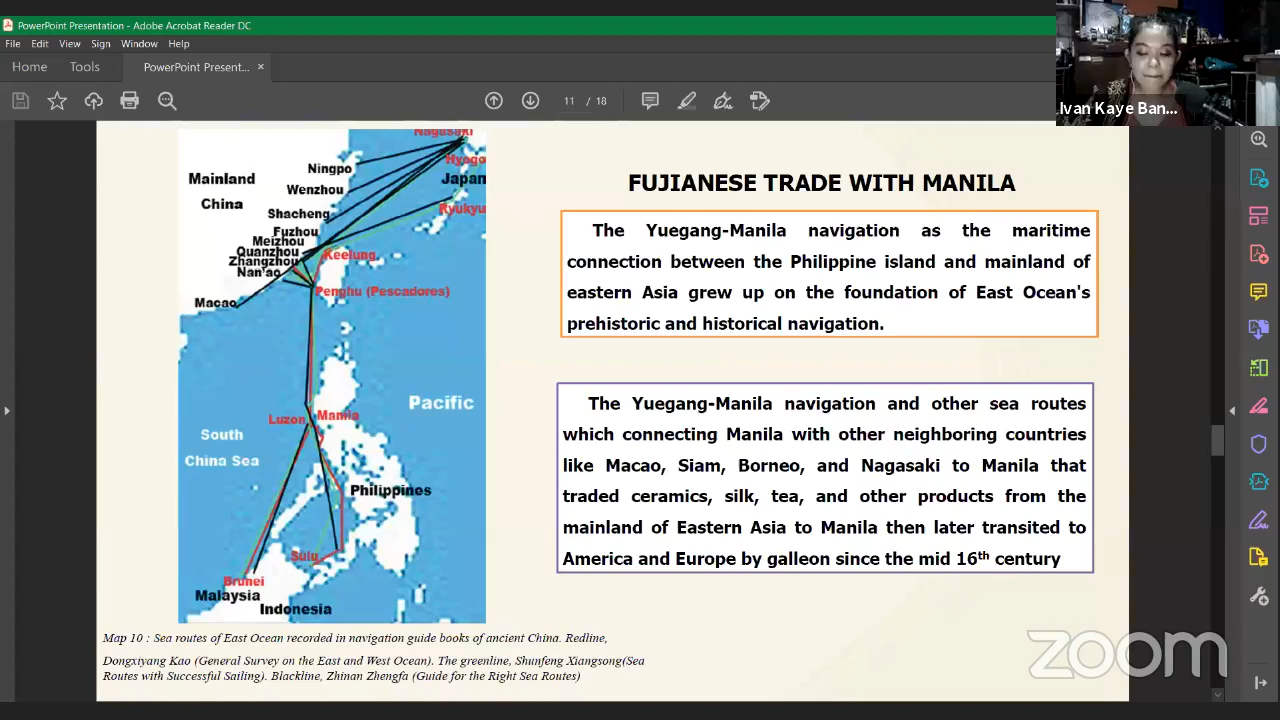 PowerPoint Presentation - Adobe Acrobat Reader DC
File Edit View Sign Window Help
Home Tools PowerPoint Present... ×
11 / 18
Ivan Kaye Ban...
Nagasaki
Hyogo
Ningpo
Mainland
China
Japan
Wenzhou
Shacheng
Ryukyu
Fuzhou
Meizhou
Quanzhou
Keelung
Zhangzhou
Nan'ao
Penghu (Pescadores)
Macao
Pacific
Luzon
Manila
South
China Sea
Philippines
Sulu
Brunei
Malaysia
Indonesia
Map 10 : Sea routes of East Ocean recorded in navigation guide books of ancient China. Redline,
Dongxiyang Kao (General Survey on the East and West Ocean). The greenline, Shunfeng Xiangsong(Sea
Routes with Successful Sailing). Blackline, Zhinan Zhengfa (Guide for the Right Sea Routes)
FUJIANESE TRADE WITH MANILA
The Yuegang-Manila navigation as the maritime
connection between the Philippine island and mainland of
eastern Asia grew up on the foundation of East Ocean's
prehistoric and historical navigation.
The Yuegang-Manila navigation and other sea routes
which connecting Manila with other neighboring countries
like Macao, Siam, Borneo, and Nagasaki to Manila that
traded ceramics, silk, tea, and other products from the
mainland of Eastern Asia to Manila then later transited to
America and Europe by galleon since the mid 16th century
zoom